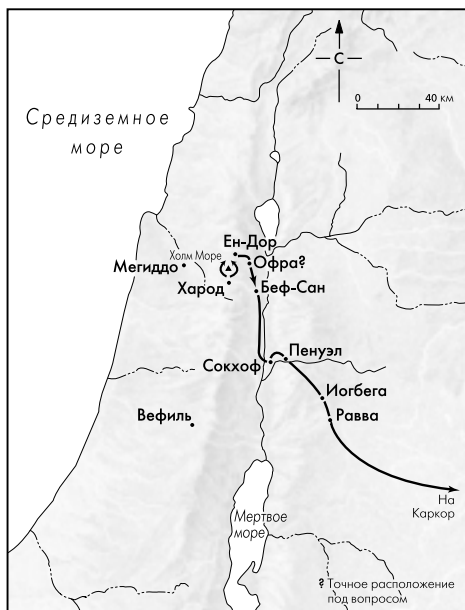 С
0 40 км
Средиземное
море
Ен-Дор
Холм Море
Офра?
Мегиддо
Харод
Беф-Сан
Пенуэл
Сокхоф
Иогбега
Вефиль
Равва
На
Каркор
Мертвое
море
? Точное расположение
под вопросом